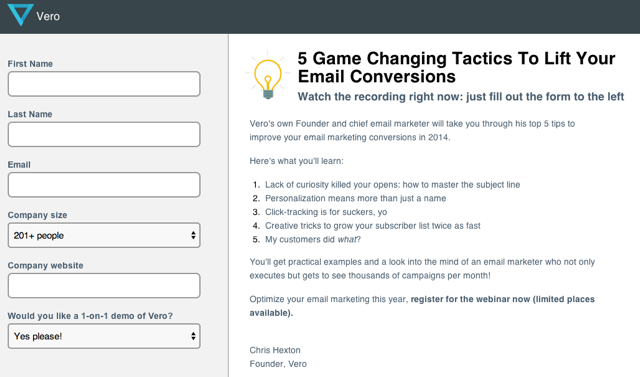 Vero
First Name
Last Name
Email
Company size
201+ people
Company website
Would you like a 1-on-1 demo of Vero?
Yes please!
5 Game Changing Tactics To Lift Your
Email Conversions
Watch the recording right now: just fill out the form to the left
Vero's own Founder and chief email marketer will take you through his top 5 tips to
improve your email marketing conversions in 2014.
Here's what you'll learn:
1. Lack of curiosity killed your opens: how to master the subject line
2. Personalization means more than just a name
3. Click-tracking is for suckers, yo
4. Creative tricks to grow your subscriber list twice as fast
5. My customers did what?
You'll get practical examples and a look into the mind of an email marketer who not only
executes but gets to see thousands of campaigns per month!
Optimize your email marketing this year, register for the webinar now (limited places
available).
Chris Hexton
Founder, Vero